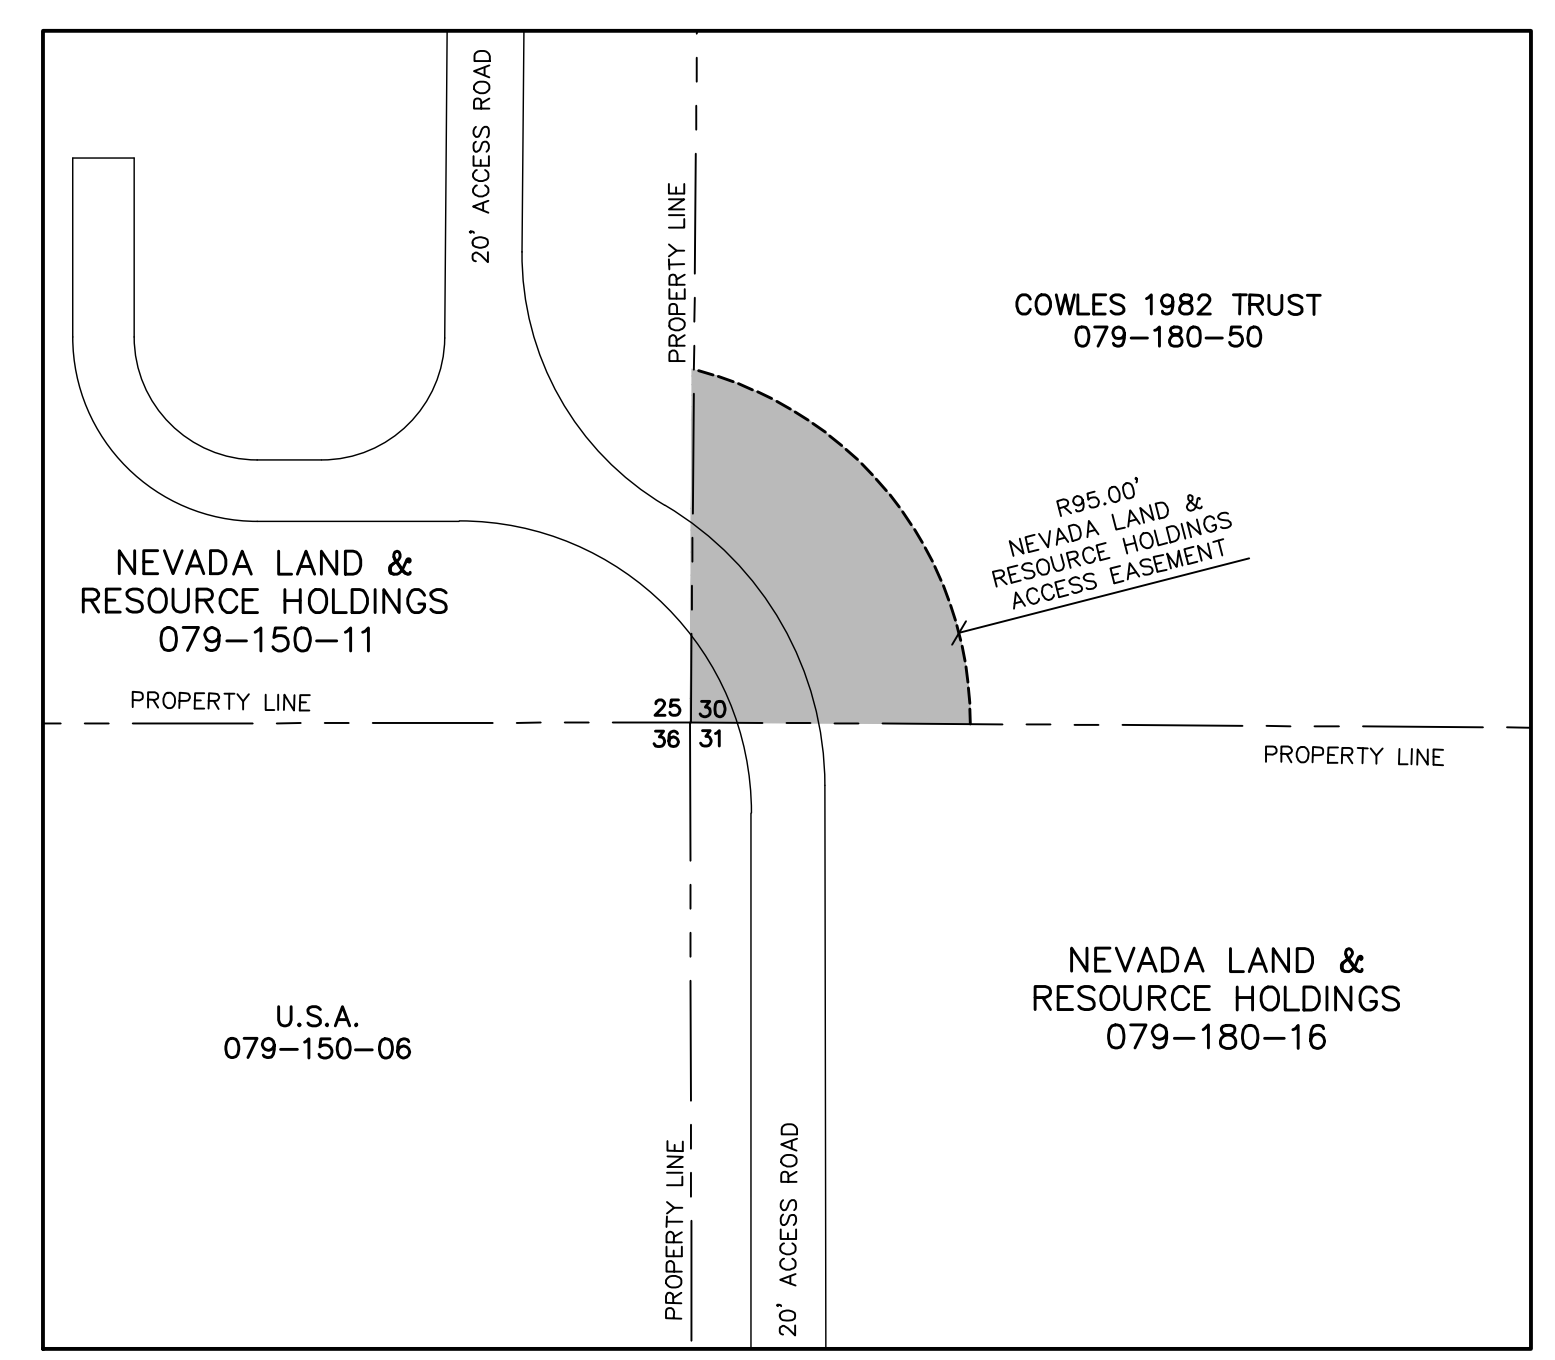 20' ACCESS ROAD
PROPERTY LINE
COWLES 1982 TRUST
079-180-50
R95.00'
NEVADA LAND &
RESOURCE HOLDINGS
ACCESS EASEMENT
NEVADA LAND &
RESOURCE HOLDINGS
079-150-11
PROPERTY LINE
25 30
36 31
PROPERTY LINE
NEVADA LAND &
RESOURCE HOLDINGS
079-180-16
U.S.A.
079-150-06
PROPERTY LINE
20' ACCESS ROAD